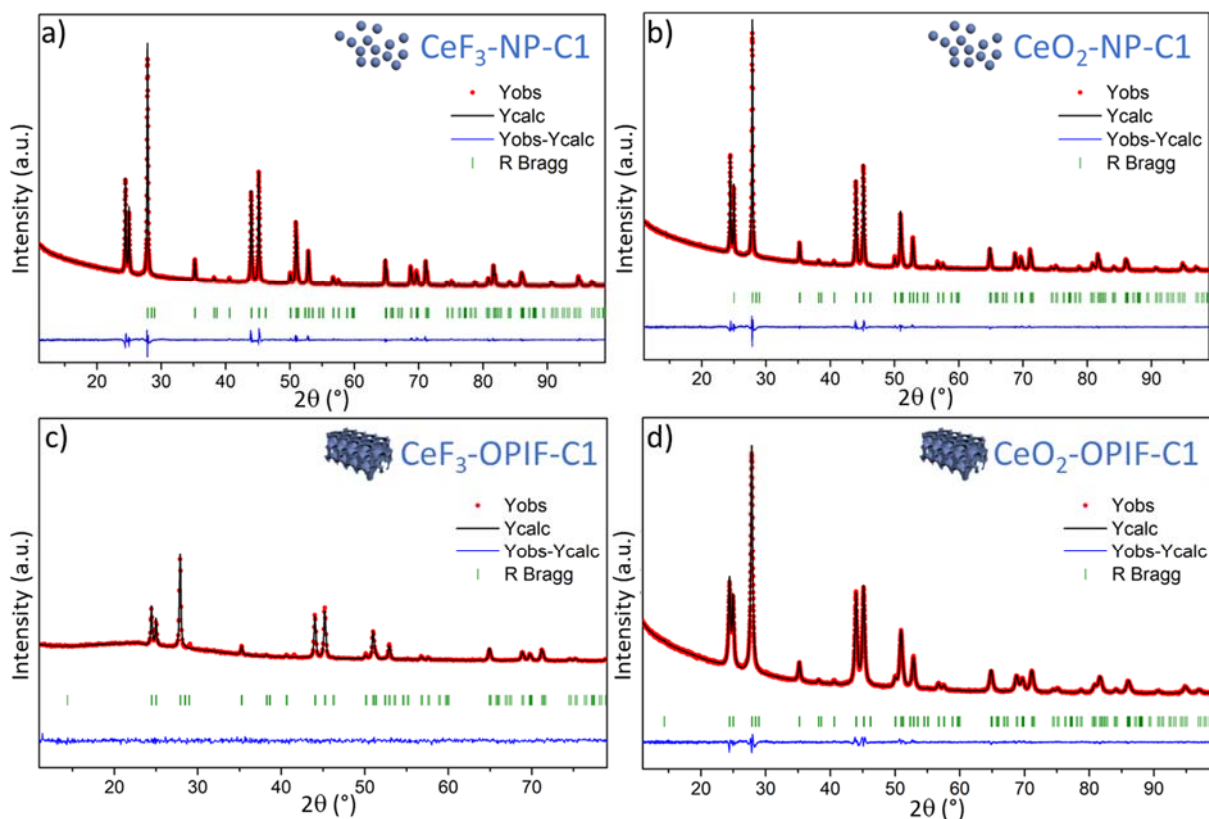 a)
CeF₃-NP-C1
Yobs
Ycalc
Yobs-Ycalc
R Bragg
Intensity (a.u.)
20 30 40 50 60 70 80 90
2θ (°)
b)
CeO₂-NP-C1
Yobs
Ycalc
Yobs-Ycalc
R Bragg
Intensity (a.u.)
20 30 40 50 60 70 80 90
2θ (°)
c)
CeF₃-OPIF-C1
Yobs
Ycalc
Yobs-Ycalc
R Bragg
Intensity (a.u.)
20 30 40 50 60 70
2θ (°)
d)
CeO₂-OPIF-C1
Yobs
Ycalc
Yobs-Ycalc
R Bragg
Intensity (a.u.)
20 30 40 50 60 70 80 90
2θ (°)